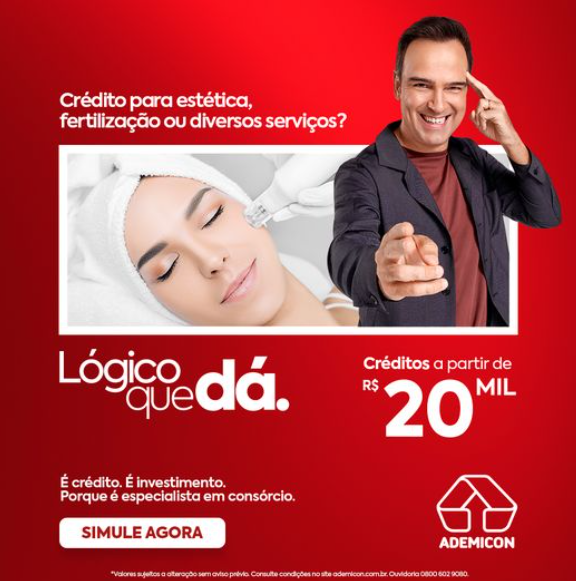 Crédito para estética,
fertilização ou diversos serviços?
Lógico
que dá.
Créditos a partir de
R$ 20 MIL
É crédito. É investimento.
Porque é especialista em consórcio.
SIMULE AGORA
ADEMICON
*Valores sujeitos a alteração sem aviso prévio. Consulte condições no site ademicon.com.br. Ouvidoria 0800 602 9080.